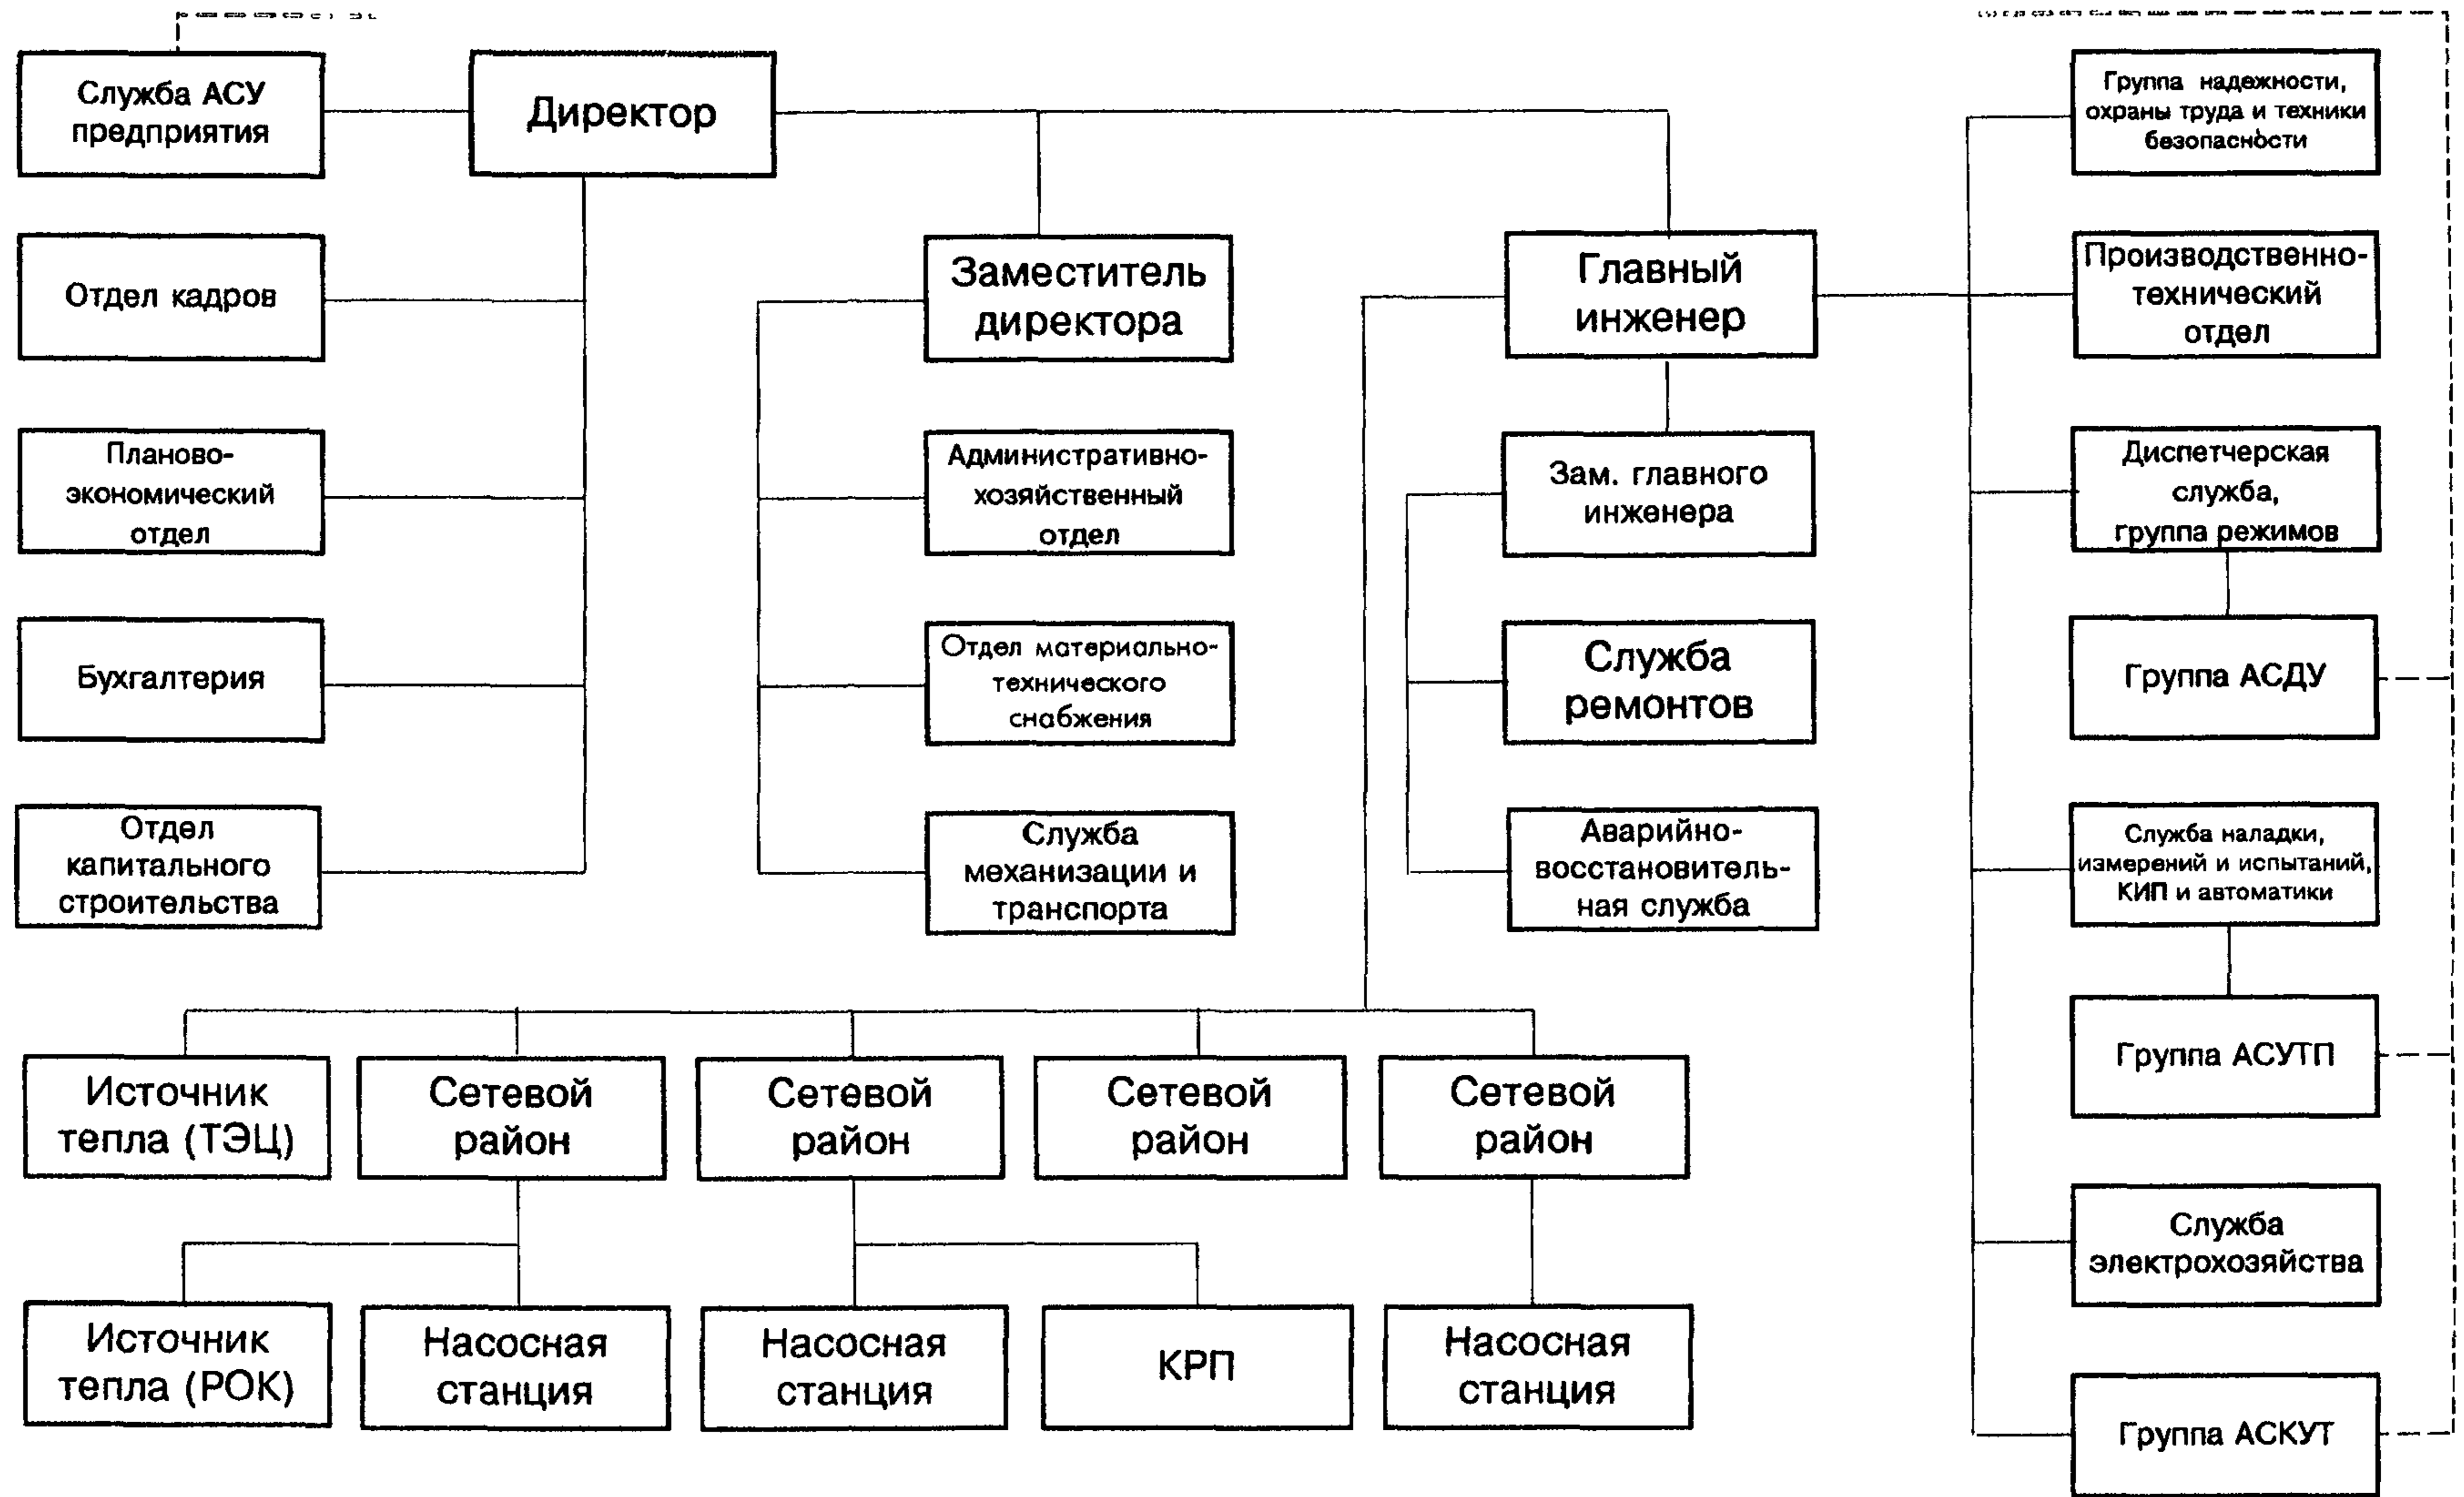 Служба АСУ
предприятия
Директор
Группа надежности,
охраны труда и техники
безопасности
Отдел кадров
Заместитель
директора
Главный
инженер
Производственно-
технический
отдел
Планово-
экономический
отдел
Административно-
хозяйственный
отдел
Зам. главного
инженера
Диспетчерская
служба,
группа режимов
Бухгалтерия
Отдел материально-
технического
снабжения
Служба
ремонтов
Группа АСДУ
Отдел
капитального
строительства
Служба
механизации и
транспорта
Аварийно-
восстановитель-
ная служба
Служба наладки,
измерений и испытаний,
КИП и автоматики
Источник
тепла (ТЭЦ)
Сетевой
район
Сетевой
район
Сетевой
район
Сетевой
район
Группа АСУТП
Служба
электрохозяйства
Источник
тепла (РОК)
Насосная
станция
Насосная
станция
КРП
Насосная
станция
Группа АСКУТ